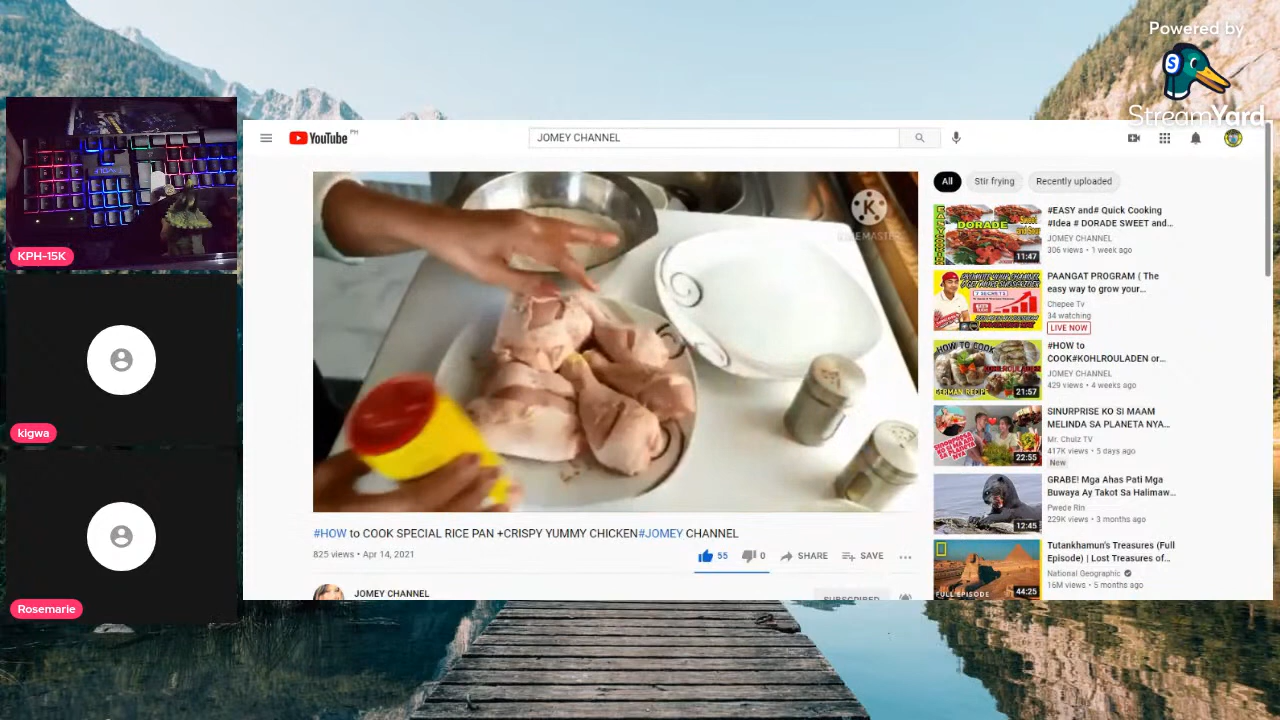 Powered by
StreamYard
YouTube PH
JOMEY CHANNEL
KPH-15K
kigwa
Rosemarie
K
#HOW to COOK SPECIAL RICE PAN +CRISPY YUMMY CHICKEN#JOMEY CHANNEL
825 views • Apr 14, 2021
55
0
SHARE
SAVE
JOMEY CHANNEL
SUBSCRIBED
All
Stir frying
Recently uploaded
DORADE
11:47
#EASY and# Quick Cooking
#Idea # DORADE SWEET and…
JOMEY CHANNEL
306 views • 1 week ago
PAANGAT PROGRAM ( The
easy way to grow your…
Chepee Tv
34 watching
LIVE NOW
HOW TO COOK
GERMAN RECIPE
21:57
#HOW to
COOK#KOHLROULADEN or…
JOMEY CHANNEL
429 views • 4 weeks ago
22:55
SINURPRISE KO SI MAAM
MELINDA SA PLANETA NYA…
Mr. Chulz TV
417K views • 5 days ago
New
12:45
GRABE! Mga Ahas Pati Mga
Buwaya Ay Takot Sa Halimaw…
Pwede Rin
229K views • 3 months ago
FULL EPISODE
44:25
Tutankhamun's Treasures (Full
Episode) | Lost Treasures of…
National Geographic
16M views • 5 months ago